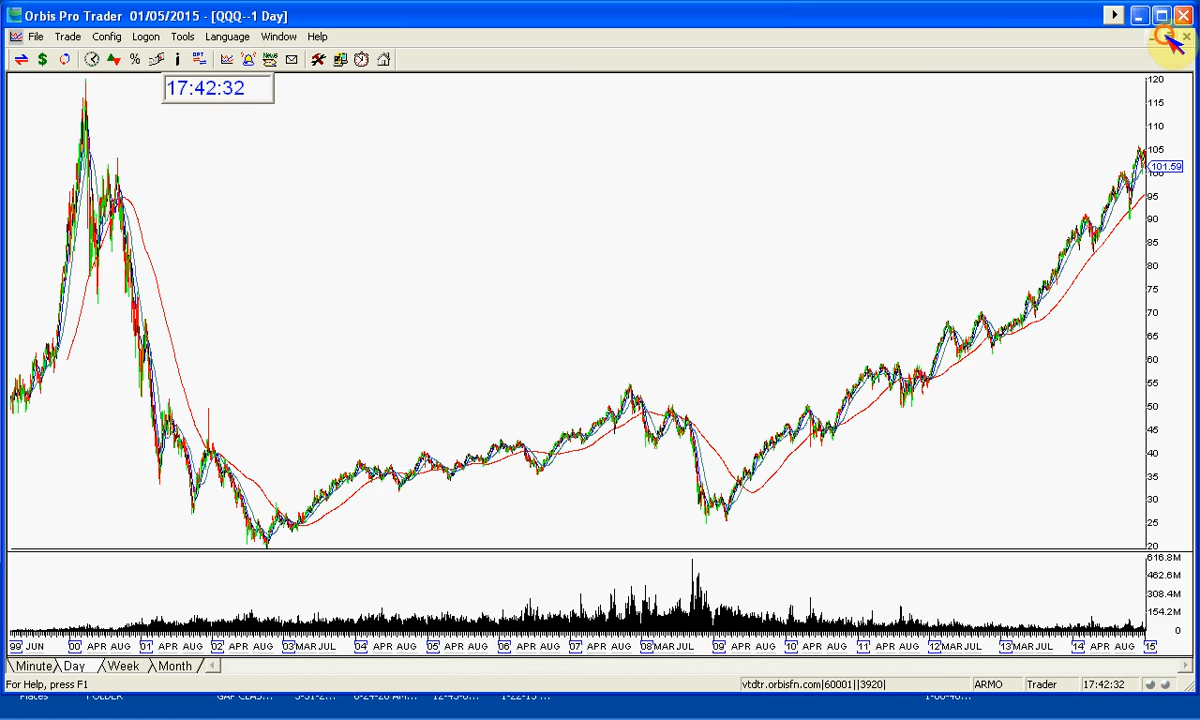 Orbis Pro Trader 01/05/2015 - [QQQ--1 Day]
File Trade Config Logon Tools Language Window Help
17:42:32
120
115
110
105
101.59
100
95
90
85
80
75
70
65
60
55
50
45
40
35
30
25
20
616.8M
462.6M
308.4M
154.2M
0
99' JUN 00' APR AUG 01' APR AUG 02' APR AUG 03'MAR JUL 04' APR AUG 05' APR AUG 06' APR AUG 07' APR AUG 08'MAR JUL 09' APR AUG 10' APR AUG 11' APR AUG 12'MAR JUL 13'MAR JUL 14' APR AUG 15'
Minute Day Week Month
For Help, press F1 vtdtr.orbisfn.com|60001||3920| ARMO Trader 17:42:32